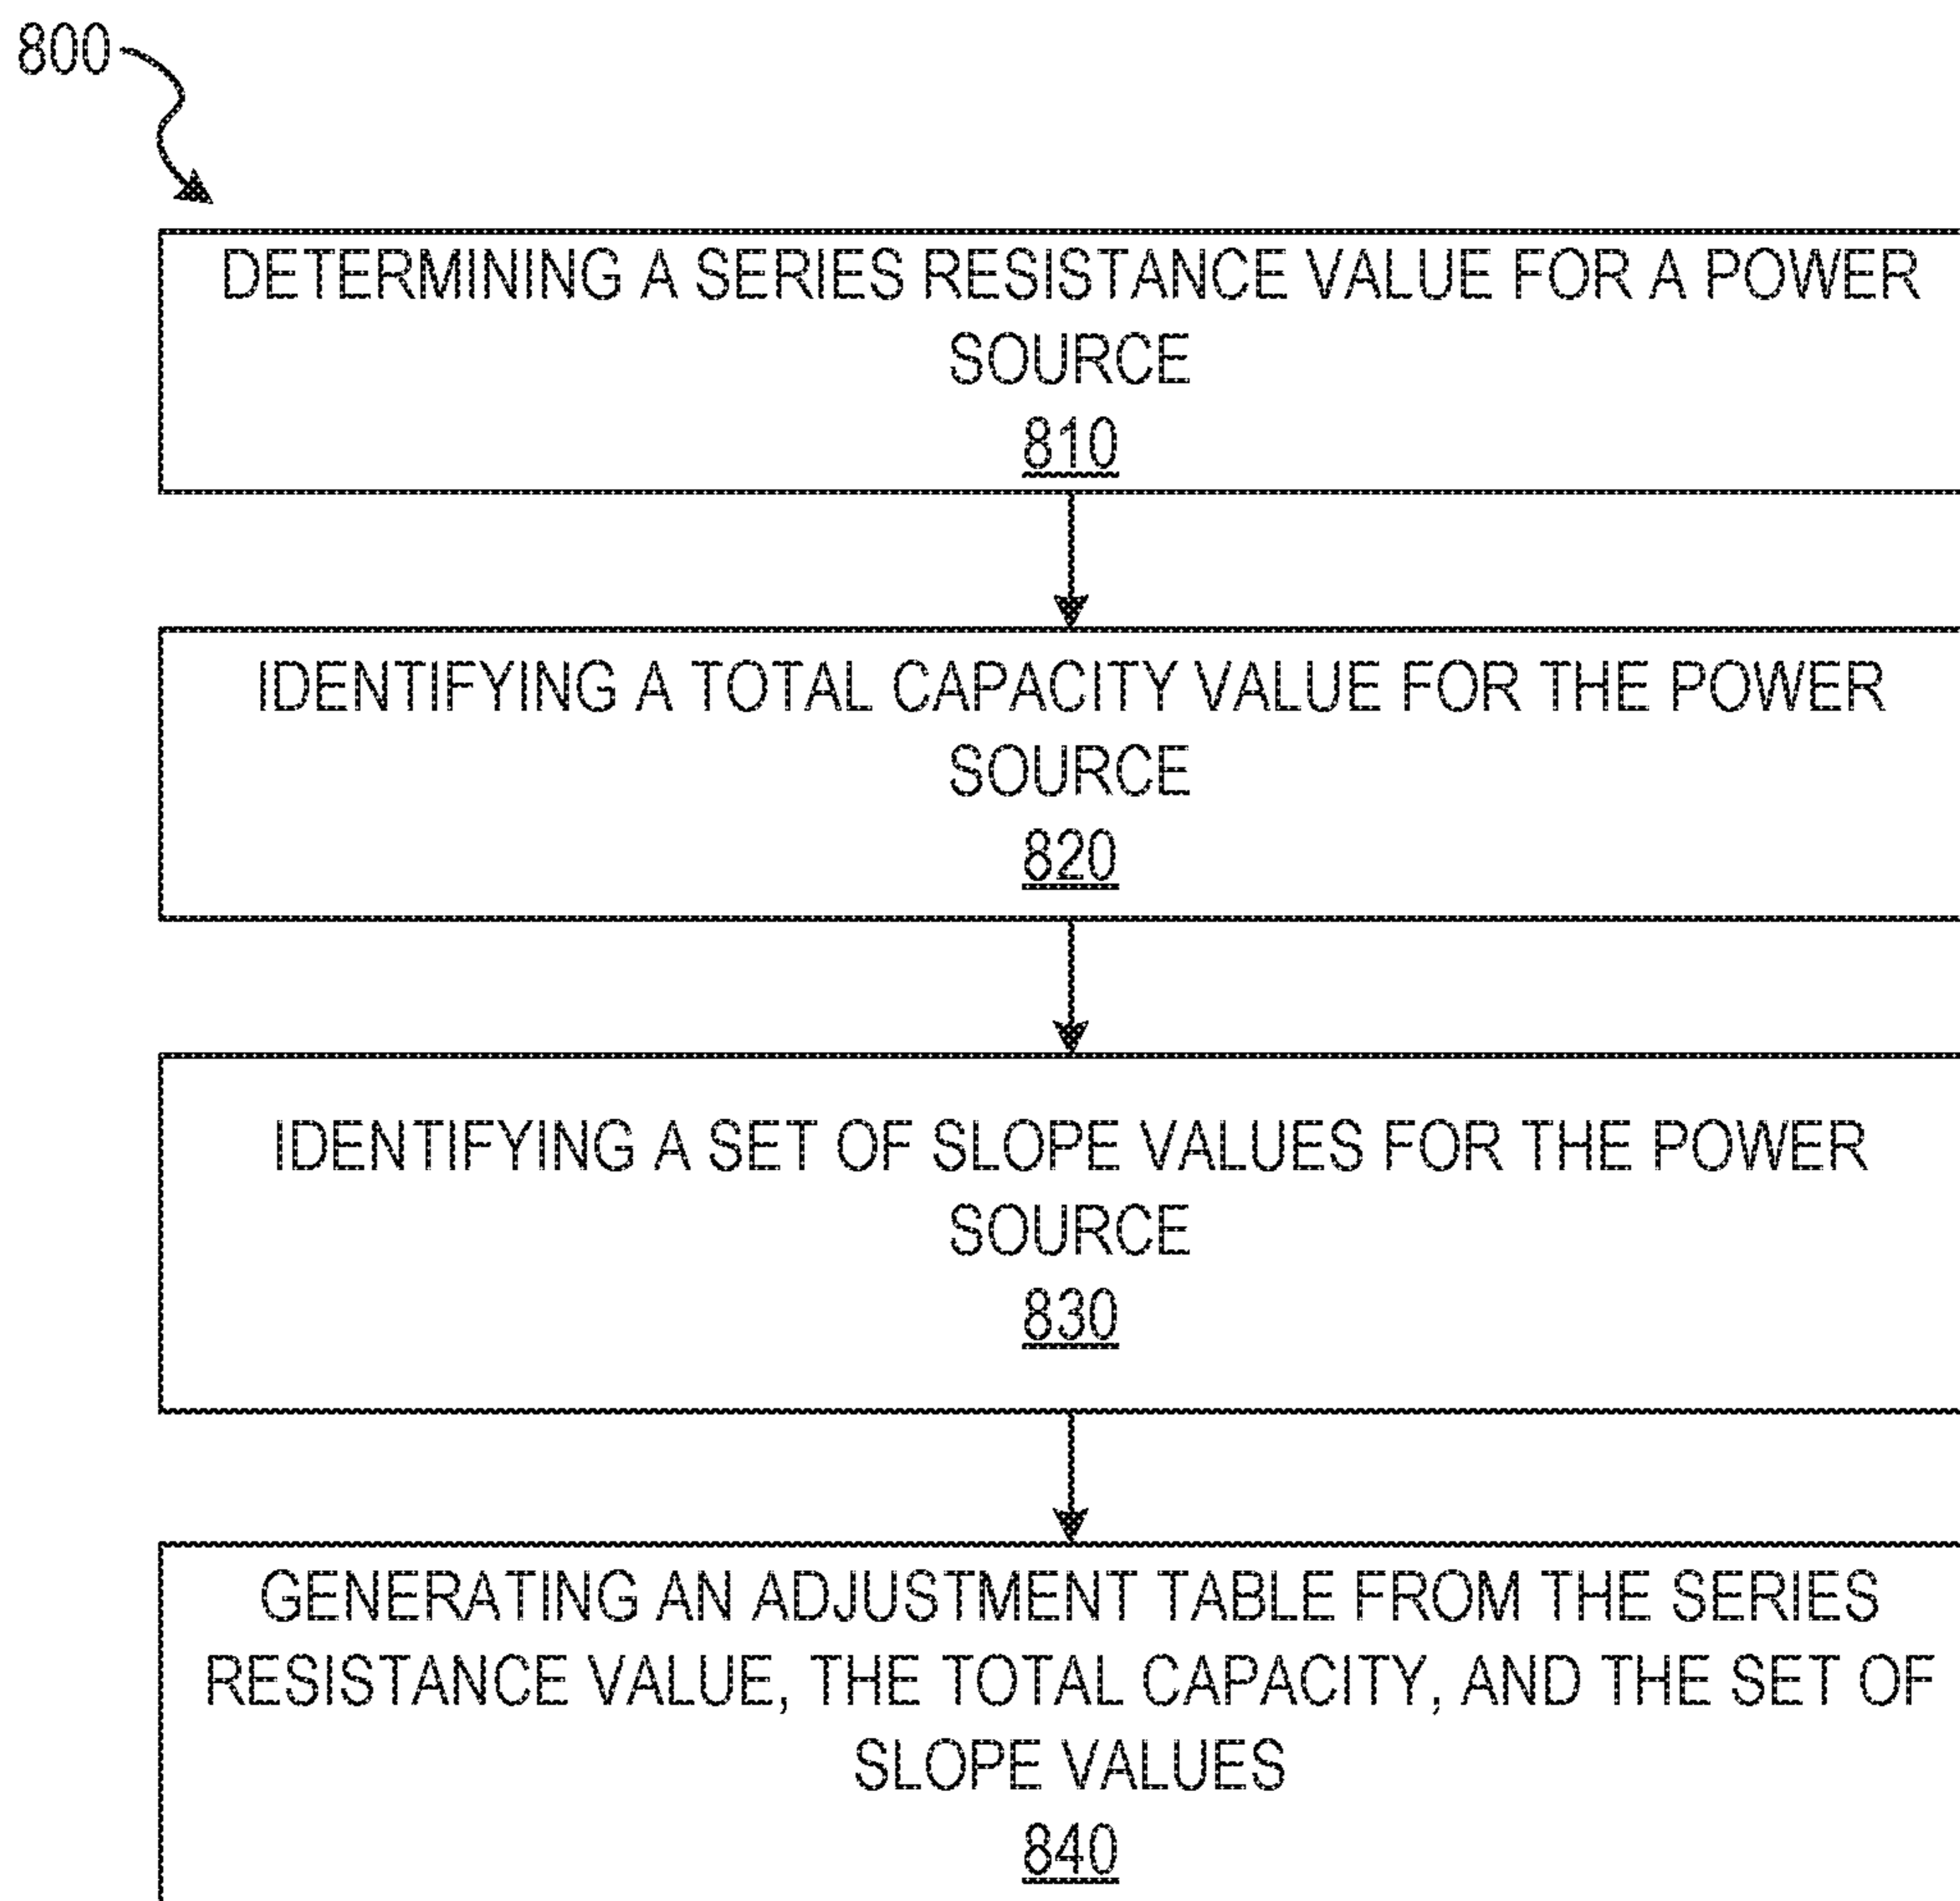 800
DETERMINING A SERIES RESISTANCE VALUE FOR A POWER
SOURCE
810
IDENTIFYING A TOTAL CAPACITY VALUE FOR THE POWER
SOURCE
820
IDENTIFYING A SET OF SLOPE VALUES FOR THE POWER
SOURCE
830
GENERATING AN ADJUSTMENT TABLE FROM THE SERIES
RESISTANCE VALUE, THE TOTAL CAPACITY, AND THE SET OF
SLOPE VALUES
840